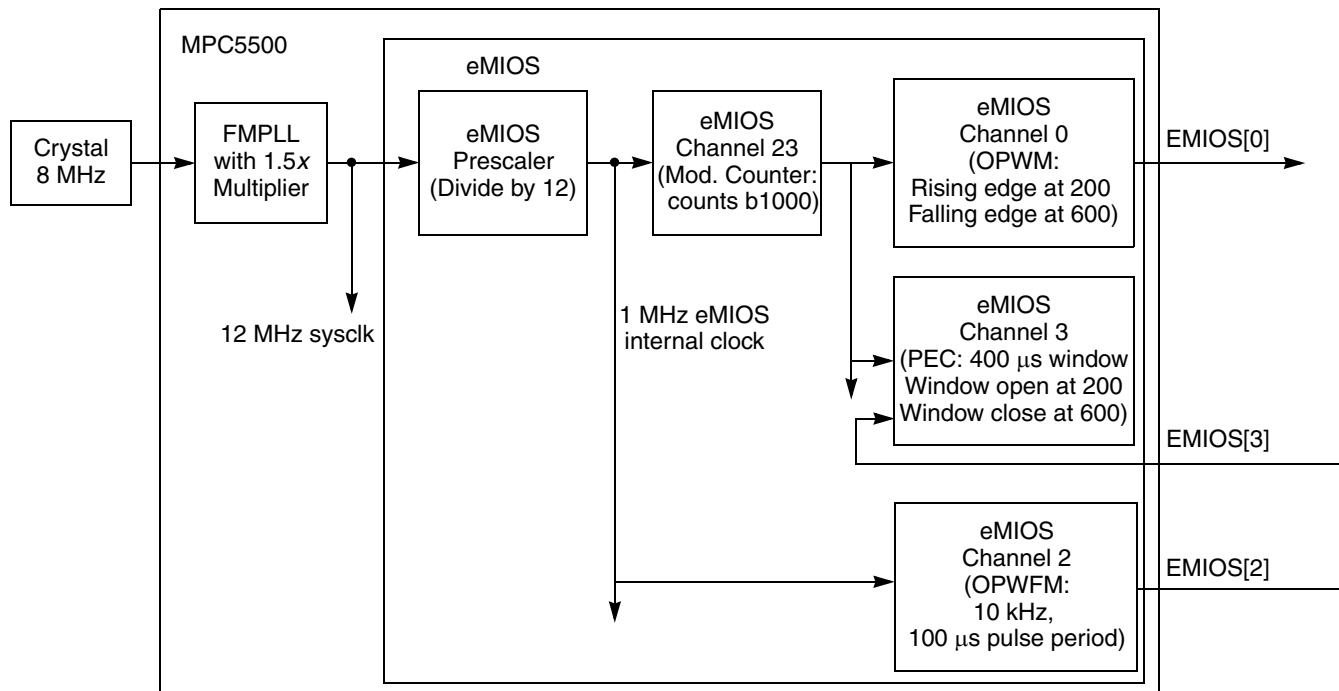 MPC5500
eMIOS
Crystal
8 MHz
FMPLL
with 1.5x
Multiplier
eMIOS
Prescaler
(Divide by 12)
eMIOS
Channel 23
(Mod. Counter:
counts b1000)
eMIOS
Channel 0
(OPWM:
Rising edge at 200
Falling edge at 600)
EMIOS[0]
12 MHz sysclk
1 MHz eMIOS
internal clock
eMIOS
Channel 3
(PEC: 400 μs window
Window open at 200
Window close at 600)
EMIOS[3]
eMIOS
Channel 2
(OPWFM:
10 kHz,
100 μs pulse period)
EMIOS[2]